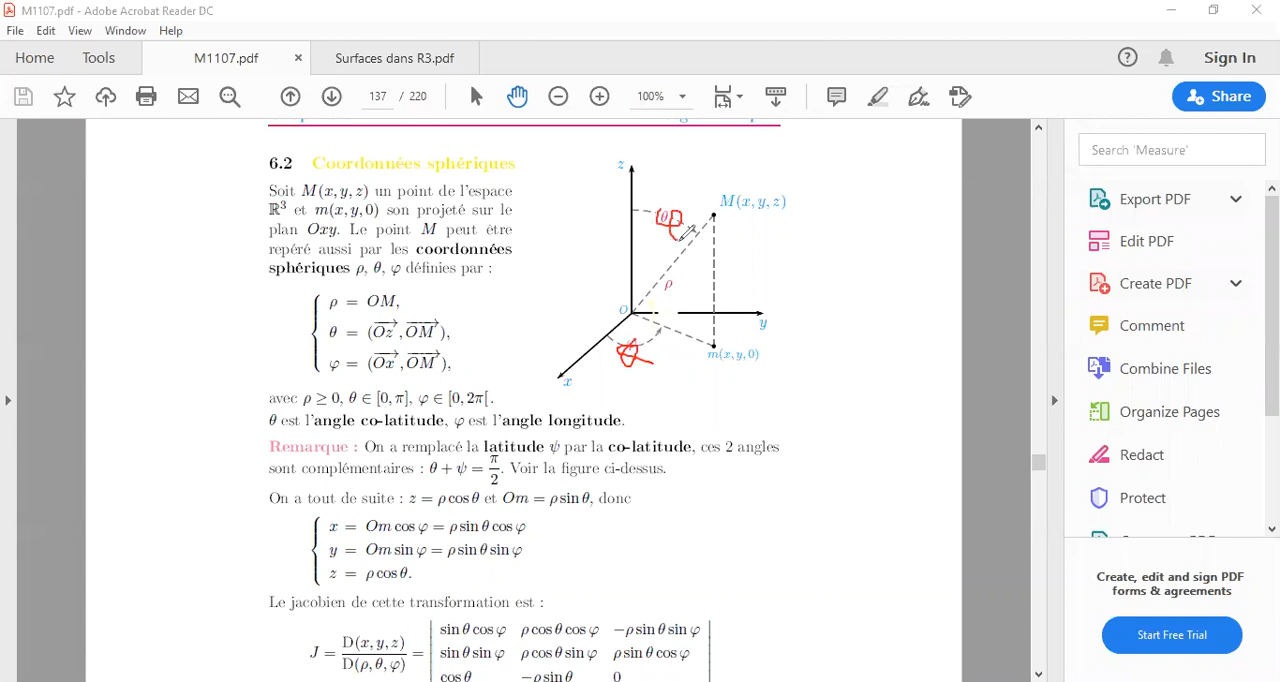 M1107.pdf - Adobe Acrobat Reader DC
File Edit View Window Help
Home Tools M1107.pdf × Surfaces dans R3.pdf Sign In
137 / 220 100% Share
6.2 Coordonnées sphériques
Soit M(x, y, z) un point de l'espace
ℝ³ et m(x, y, 0) son projeté sur le
plan Oxy. Le point M peut être
repéré aussi par les coordonnées
sphériques ρ, θ, φ définies par :
ρ = OM,
θ = (\overrightarrow{Oz}, \overrightarrow{OM}),
φ = (\overrightarrow{Ox}, \overrightarrow{OM}),
z
M(x, y, z)
θ
φ
ρ
O
y
θ
m(x, y, 0)
x
avec ρ ≥ 0, θ ∈ [0, π], φ ∈ [0, 2π[.
θ est l'angle co-latitude, φ est l'angle longitude.
Remarque : On a remplacé la latitude ψ par la co-latitude, ces 2 angles
sont complémentaires : θ + ψ = π/2. Voir la figure ci-dessus.
On a tout de suite : z = ρ cos θ et Om = ρ sin θ, donc
x = Om cos φ = ρ sin θ cos φ
y = Om sin φ = ρ sin θ sin φ
z = ρ cos θ.
Le jacobien de cette transformation est :
J = D(x, y, z)/D(ρ, θ, φ) =
sin θ cos φ ρ cos θ cos φ −ρ sin θ sin φ
sin θ sin φ ρ cos θ sin φ ρ sin θ cos φ
cos θ −ρ sin θ 0
Search 'Measure'
Export PDF
Edit PDF
Create PDF
Comment
Combine Files
Organize Pages
Redact
Protect
Create, edit and sign PDF
forms & agreements
Start Free Trial